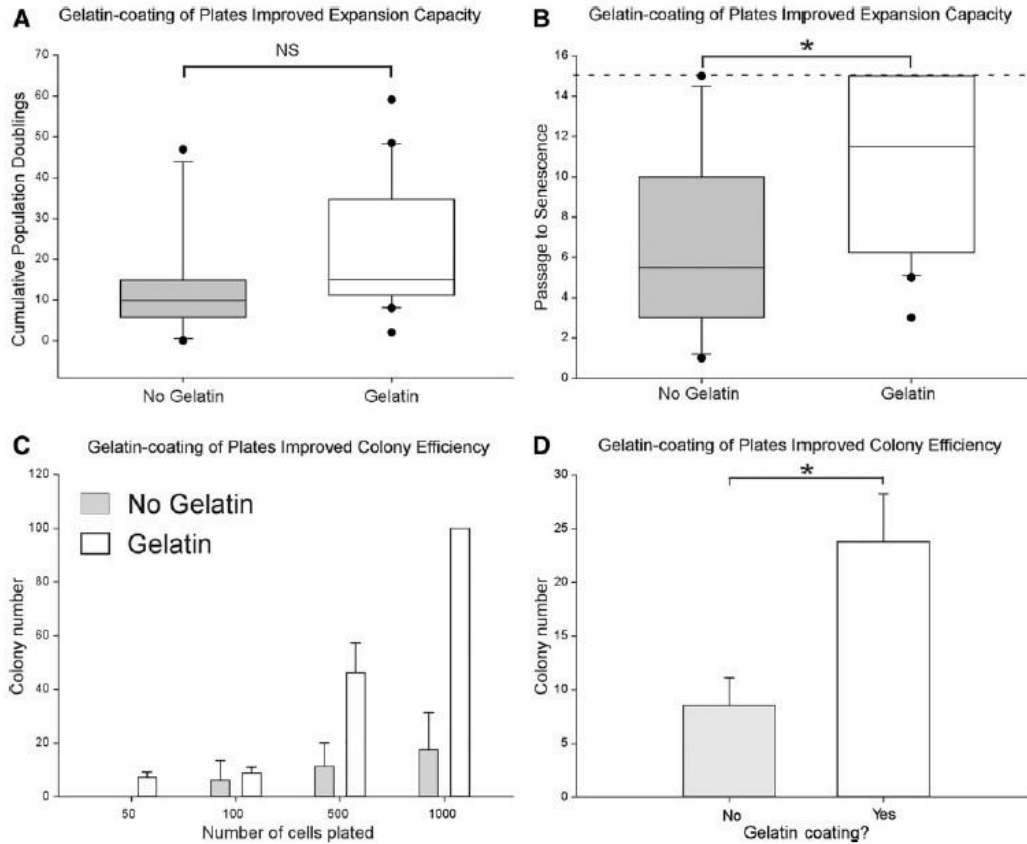 A
Gelatin-coating of Plates Improved Expansion Capacity
NS
70
60
50
40
30
20
10
0
Cumulative Population Doublings
No Gelatin
Gelatin
B
Gelatin-coating of Plates Improved Expansion Capacity
*
16
14
12
10
8
6
4
2
0
Passage to Senescence
No Gelatin
Gelatin
C
Gelatin-coating of Plates Improved Colony Efficiency
No Gelatin
Gelatin
120
100
80
60
40
20
0
Colony number
50
100
500
1000
Number of cells plated
D
Gelatin-coating of Plates Improved Colony Efficiency
*
30
25
20
15
10
5
0
Colony number
No
Yes
Gelatin coating?